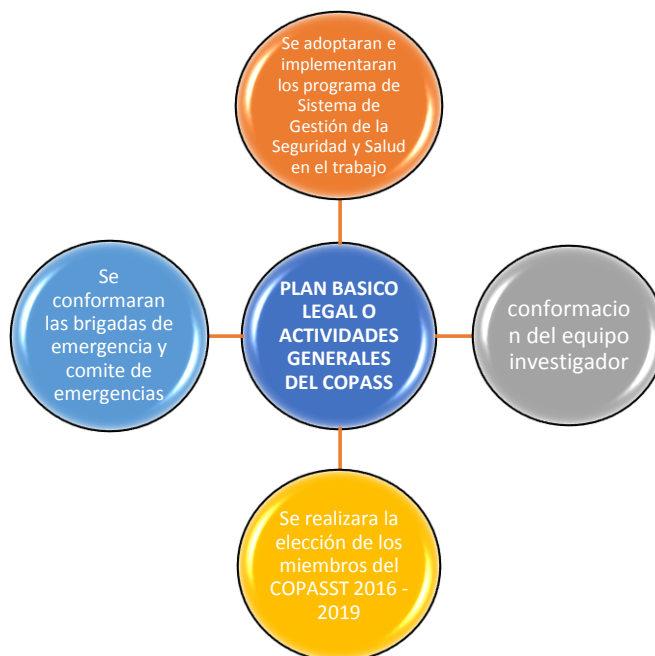 Se adoptaran e
implementaran
los programa de
Sistema de
Gestión de la
Seguridad y Salud
en el trabajo
Se
conformaran
las brigadas de
emergencia y
comite de
emergencias
PLAN BASICO
LEGAL O
ACTIVIDADES
GENERALES
DEL COPASS
conformacio
n del equipo
investigador
Se realizara la
elección de los
miembros del
COPASST 2016 -
2019